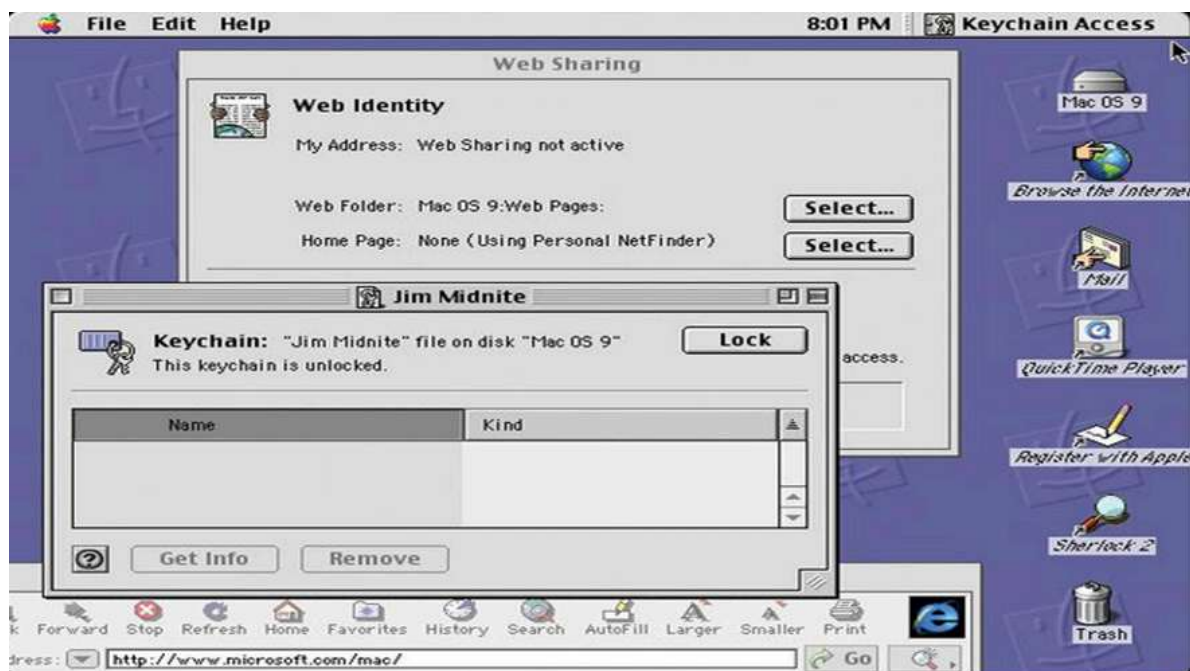 File Edit Help 8:01 PM Keychain Access
Web Sharing
Web Identity
My Address: Web Sharing not active
Web Folder: Mac OS 9:Web Pages: Select...
Home Page: None (Using Personal NetFinder) Select...
access.
Jim Midnite
Keychain: "Jim Midnite" file on disk "Mac OS 9" Lock
This keychain is unlocked.
Name Kind
Get Info Remove
k Forward Stop Refresh Home Favorites History Search AutoFill Larger Smaller Print
dress: http://www.microsoft.com/mac/ Go
Mac OS 9
Browse the Internet
Mail
QuickTime Player
Register with Apple
Sherlock 2
Trash